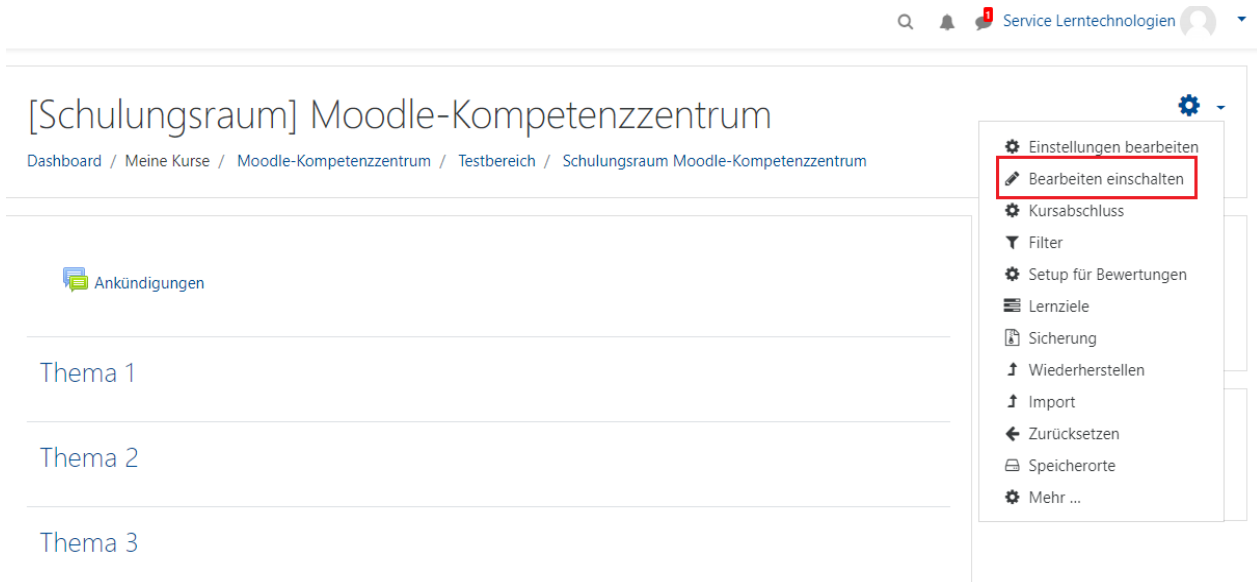 1
Service Lerntechnologien
[Schulungsraum] Moodle-Kompetenzzentrum
Dashboard / Meine Kurse / Moodle-Kompetenzzentrum / Testbereich / Schulungsraum Moodle-Kompetenzzentrum
Einstellungen bearbeiten
Bearbeiten einschalten
Kursabschluss
Filter
Setup für Bewertungen
Lernziele
Sicherung
Wiederherstellen
Import
Zurücksetzen
Speicherorte
Mehr ...
Ankündigungen
Thema 1
Thema 2
Thema 3